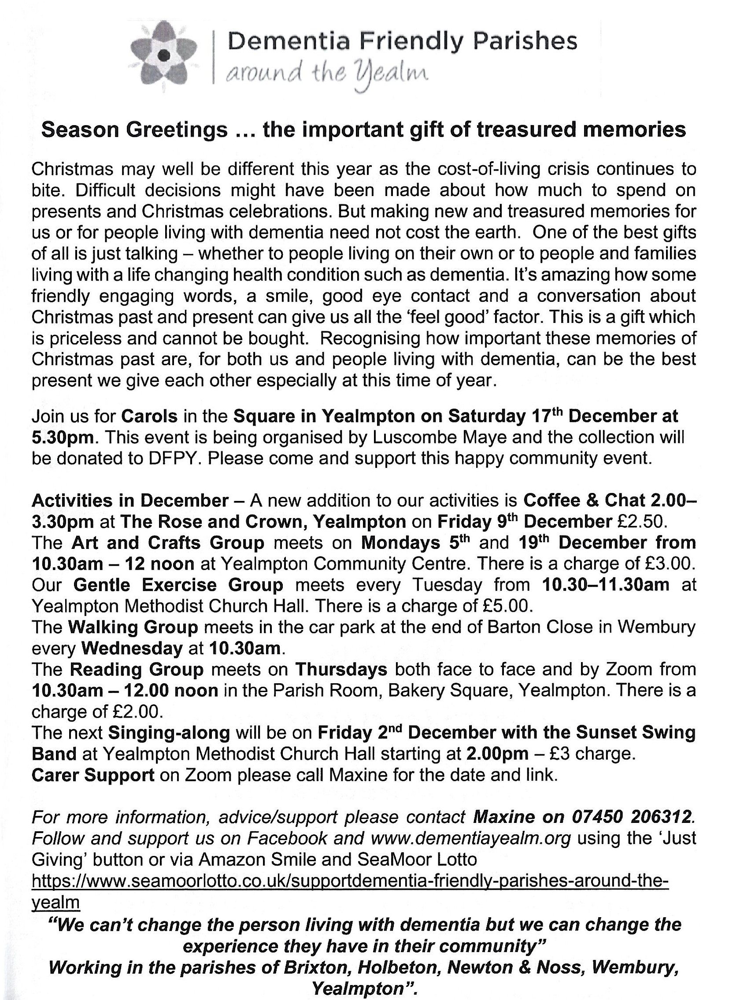 Dementia Friendly Parishes
around the Yealm
Season Greetings ... the important gift of treasured memories
Christmas may well be different this year as the cost-of-living crisis continues to
bite. Difficult decisions might have been made about how much to spend on
presents and Christmas celebrations. But making new and treasured memories for
us or for people living with dementia need not cost the earth. One of the best gifts
of all is just talking – whether to people living on their own or to people and families
living with a life changing health condition such as dementia. It's amazing how some
friendly engaging words, a smile, good eye contact and a conversation about
Christmas past and present can give us all the 'feel good' factor. This is a gift which
is priceless and cannot be bought. Recognising how important these memories of
Christmas past are, for both us and people living with dementia, can be the best
present we give each other especially at this time of year.
Join us for Carols in the Square in Yealmpton on Saturday 17th December at
5.30pm. This event is being organised by Luscombe Maye and the collection will
be donated to DFPY. Please come and support this happy community event.
Activities in December – A new addition to our activities is Coffee & Chat 2.00–
3.30pm at The Rose and Crown, Yealmpton on Friday 9th December £2.50.
The Art and Crafts Group meets on Mondays 5th and 19th December from
10.30am – 12 noon at Yealmpton Community Centre. There is a charge of £3.00.
Our Gentle Exercise Group meets every Tuesday from 10.30–11.30am at
Yealmpton Methodist Church Hall. There is a charge of £5.00.
The Walking Group meets in the car park at the end of Barton Close in Wembury
every Wednesday at 10.30am.
The Reading Group meets on Thursdays both face to face and by Zoom from
10.30am – 12.00 noon in the Parish Room, Bakery Square, Yealmpton. There is a
charge of £2.00.
The next Singing-along will be on Friday 2nd December with the Sunset Swing
Band at Yealmpton Methodist Church Hall starting at 2.00pm – £3 charge.
Carer Support on Zoom please call Maxine for the date and link.
For more information, advice/support please contact Maxine on 07450 206312.
Follow and support us on Facebook and www.dementiayealm.org using the 'Just
Giving' button or via Amazon Smile and SeaMoor Lotto
https://www.seamoorlotto.co.uk/supportdementia-friendly-parishes-around-the-
yealm
"We can't change the person living with dementia but we can change the
experience they have in their community"
Working in the parishes of Brixton, Holbeton, Newton & Noss, Wembury,
Yealmpton".